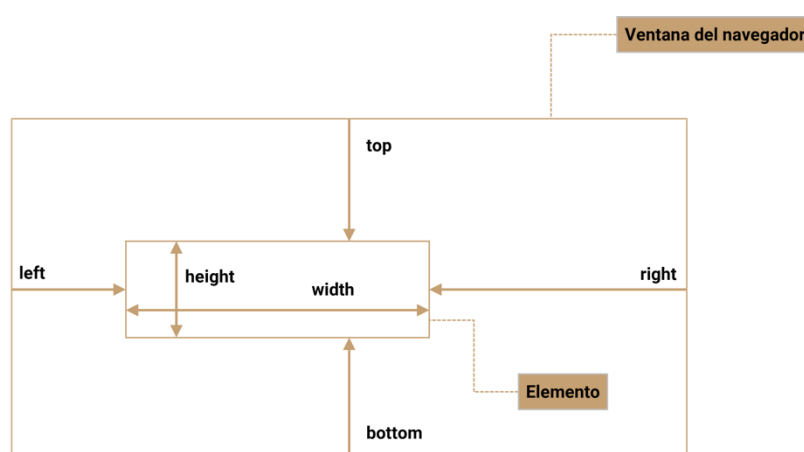 Ventana del navegador
top
left
height
width
right
Elemento
bottom